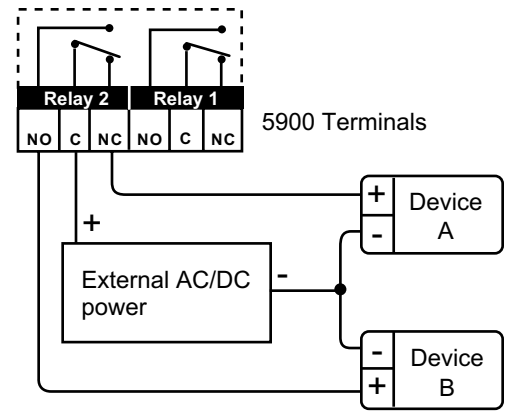 Relay 2 Relay 1
NO C NC NO C NC
5900 Terminals
+ Device
- A
+
External AC/DC -
power
- Device
+ B